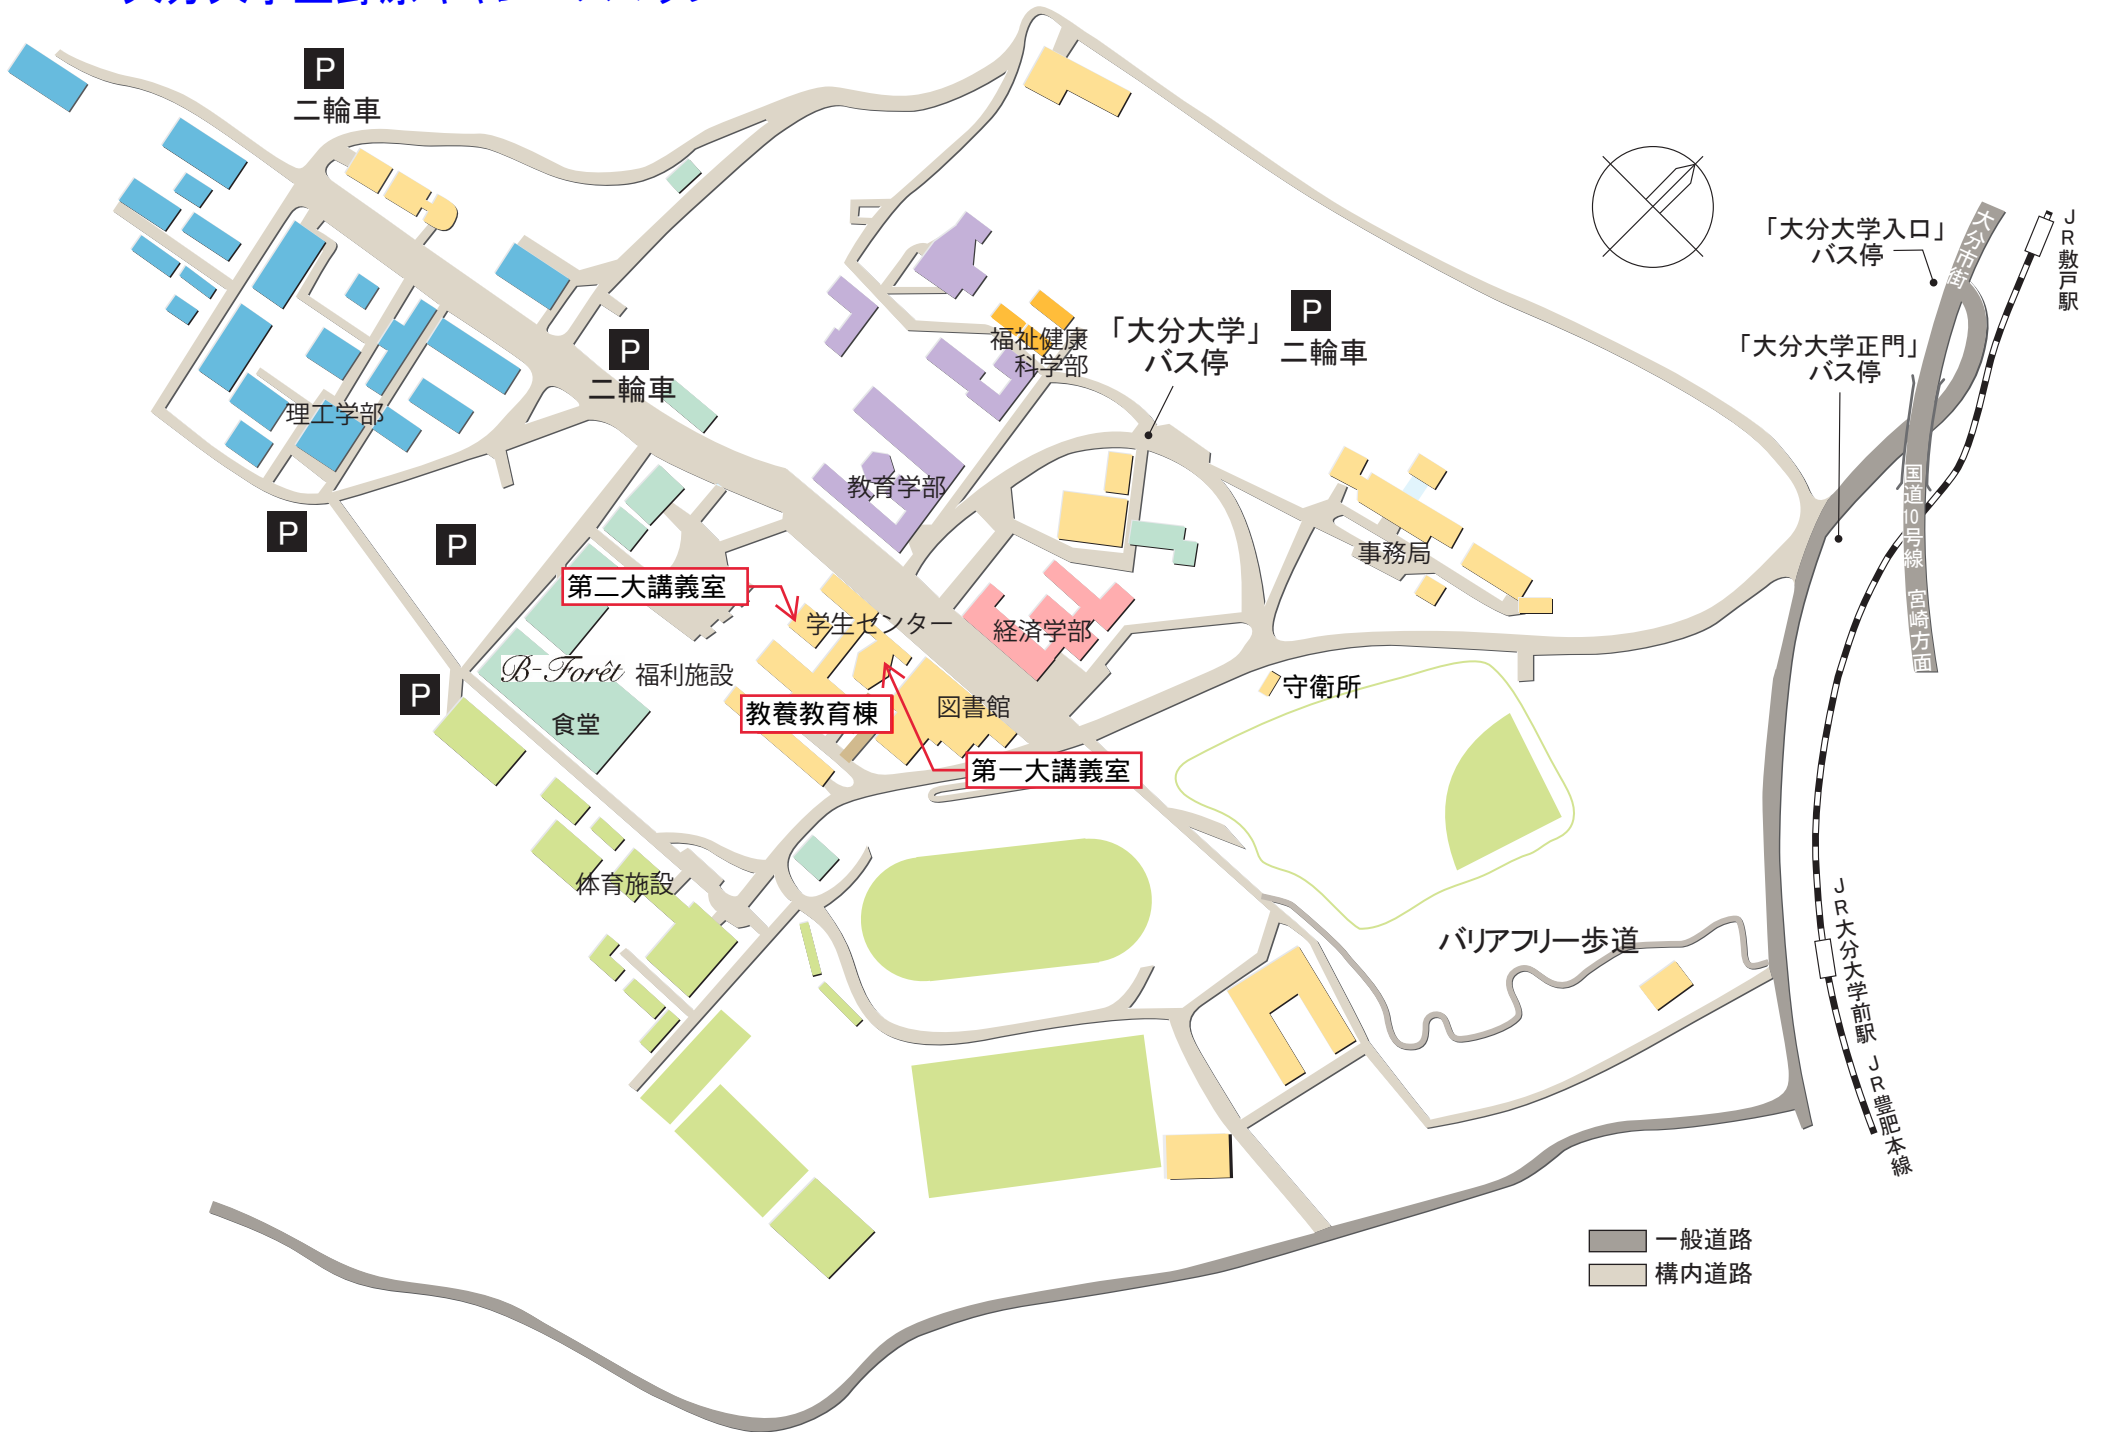 P
二輪車
「大分大学入口」
バス停
大分市街
JR敷戸駅
「大分大学」
バス停
P
二輪車
「大分大学正門」
バス停
福祉健康
科学部
P
二輪車
理工学部
教育学部
国道10号線 宮崎方面
P
P
事務局
第二大講義室
学生センター
経済学部
B-Forêt 福利施設
P
守衛所
教養教育棟
図書館
食堂
第一大講義室
体育施設
バリアフリー歩道
JR大分大学前駅
JR豊肥本線
一般道路
構内道路